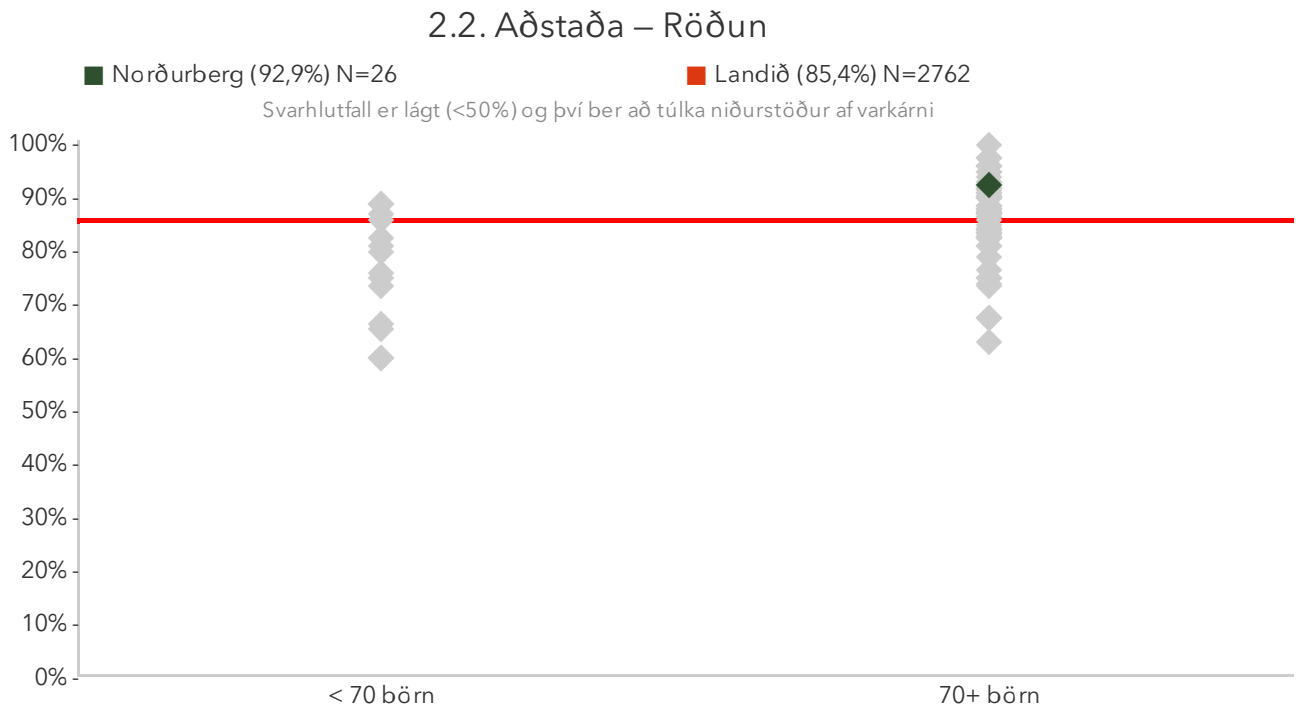 2.2. Aðstaða – Röðun
Norðurberg (92,9%) N=26
Landið (85,4%) N=2762
Svarhlutfall er lágt (<50%) og því ber að túlka niðurstöður af varkárni
100%
90%
80%
70%
60%
50%
40%
30%
20%
10%
0%
< 70 börn
70+ börn